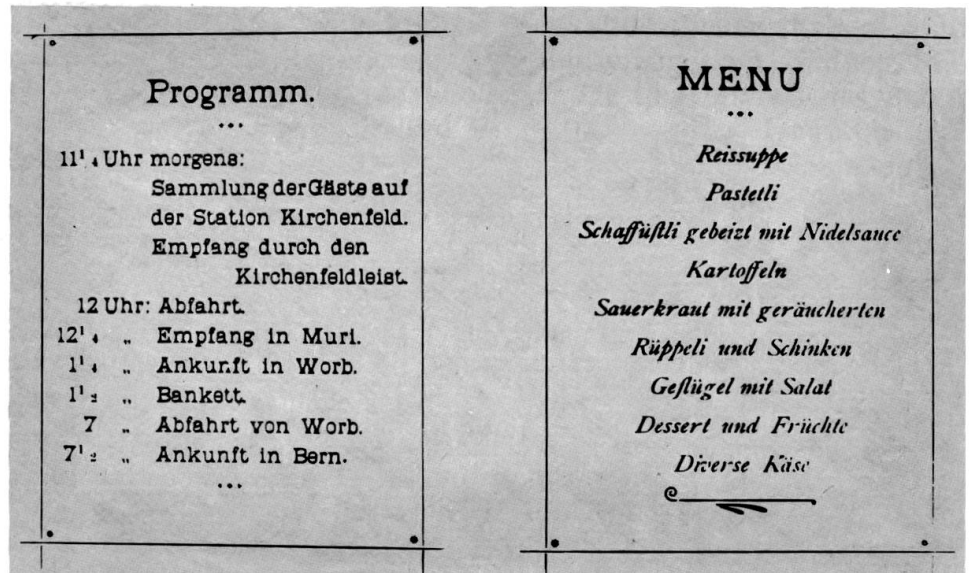 Programm.
11¼ Uhr morgens:
Sammlung der Gäste auf
der Station Kirchenfeld.
Empfang durch den
Kirchenfeldleist.
12 Uhr: Abfahrt.
12¼ „ Empfang in Muri.
1¼ „ Ankunft in Worb.
1½ „ Bankett.
7 „ Abfahrt von Worb.
7½ „ Ankunft in Bern.
MENU
Reissuppe
Pastetli
Schaffüßli gebeizt mit Nidelsauce
Kartoffeln
Sauerkraut mit geräucherten
Rüppeli und Schinken
Geflügel mit Salat
Dessert und Früchte
Diverse Käse